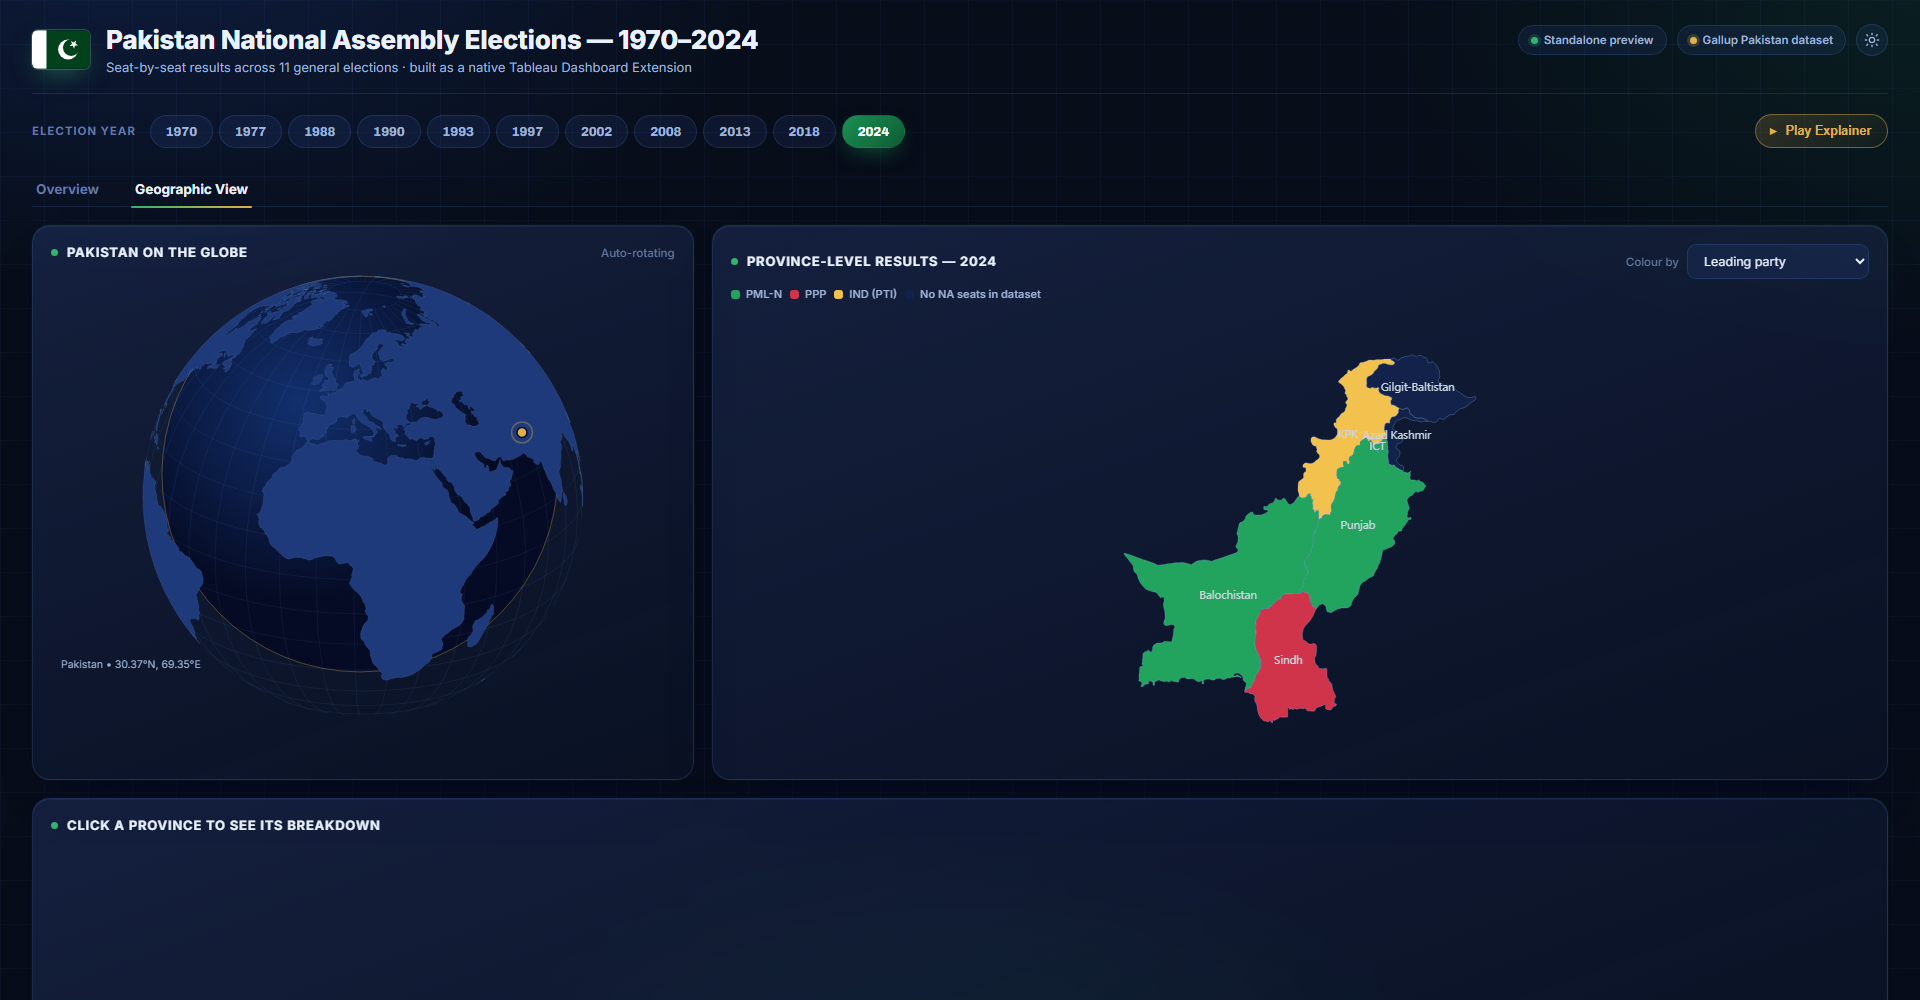 Pakistan National Assembly Elections — 1970–2024
Seat-by-seat results across 11 general elections · built as a native Tableau Dashboard Extension
Standalone preview
Gallup Pakistan dataset
ELECTION YEAR
1970
1977
1988
1990
1993
1997
2002
2008
2013
2018
2024
► Play Explainer
Overview
Geographic View
PAKISTAN ON THE GLOBE
Auto-rotating
Pakistan • 30.37°N, 69.35°E
PROVINCE-LEVEL RESULTS — 2024
Colour by
Leading party
PML-N
PPP
IND (PTI)
No NA seats in dataset
Gilgit-Baltistan
KPK
Azad Kashmir
ICT
Punjab
Balochistan
Sindh
CLICK A PROVINCE TO SEE ITS BREAKDOWN